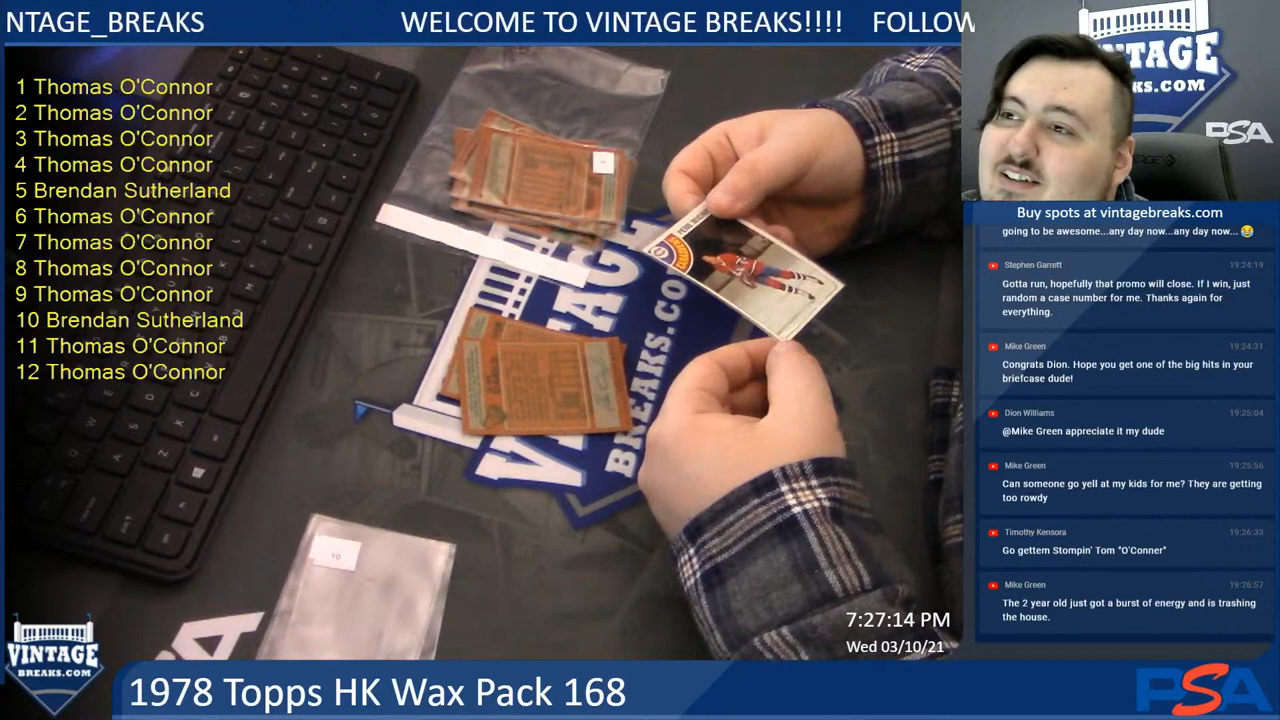 NTAGE_BREAKS WELCOME TO VINTAGE BREAKS!!!! FOLLOW
1 Thomas O'Connor
2 Thomas O'Connor
3 Thomas O'Connor
4 Thomas O'Connor
5 Brendan Sutherland
6 Thomas O'Connor
7 Thomas O'Connor
8 Thomas O'Connor
9 Thomas O'Connor
10 Brendan Sutherland
11 Thomas O'Connor
12 Thomas O'Connor
VINTAGE
BREAKS.COM
10
VINTAGE
BREAKS.COM
PSA
Buy spots at vintagebreaks.com
going to be awesome...any day now...any day now... 😂
Stephen Garrett 19:24:19
Gotta run, hopefully that promo will close. If I win, just
random a case number for me. Thanks again for
everything.
Mike Green 19:24:31
Congrats Dion. Hope you get one of the big hits in your
briefcase dude!
Dion Williams 19:25:04
@Mike Green appreciate it my dude
Mike Green 19:25:56
Can someone go yell at my kids for me? They are getting
too rowdy
Timothy Kensora 19:26:33
Go gettem Stompin' Tom "O'Conner"
Mike Green 19:26:57
The 2 year old just got a burst of energy and is trashing
the house.
7:27:14 PM
Wed 03/10/21
VINTAGE
BREAKS.COM
1978 Topps HK Wax Pack 168
PSA